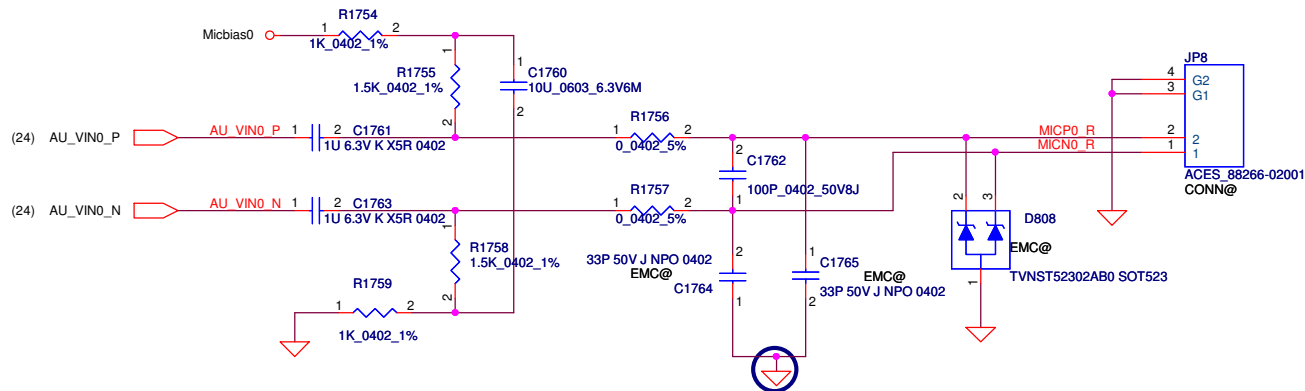 R1754
Micbias0
1
2
1K_0402_1%
JP8
1
R1755
1.5K_0402_1%
2
1
C1760
10U_0603_6.3V6M
2
4
G2
3
G1
(24) AU_VIN0_P
AU_VIN0_P
1
2
C1761
1U 6.3V K X5R 0402
R1756
1
2
0_0402_5%
MICP0_R
2
2
MICN0_R
1
1
ACES_88266-02001
CONN@
2
C1762
100P_0402_50V8J
1
(24) AU_VIN0_N
AU_VIN0_N
1
2
C1763
1U 6.3V K X5R 0402
R1757
1
2
0_0402_5%
2
3
D808
EMC@
TVNST52302AB0 SOT523
1
1
R1758
1.5K_0402_1%
2
33P 50V J NPO 0402
EMC@
2
C1764
1
1
C1765
EMC@
33P 50V J NPO 0402
2
R1759
1
2
1K_0402_1%